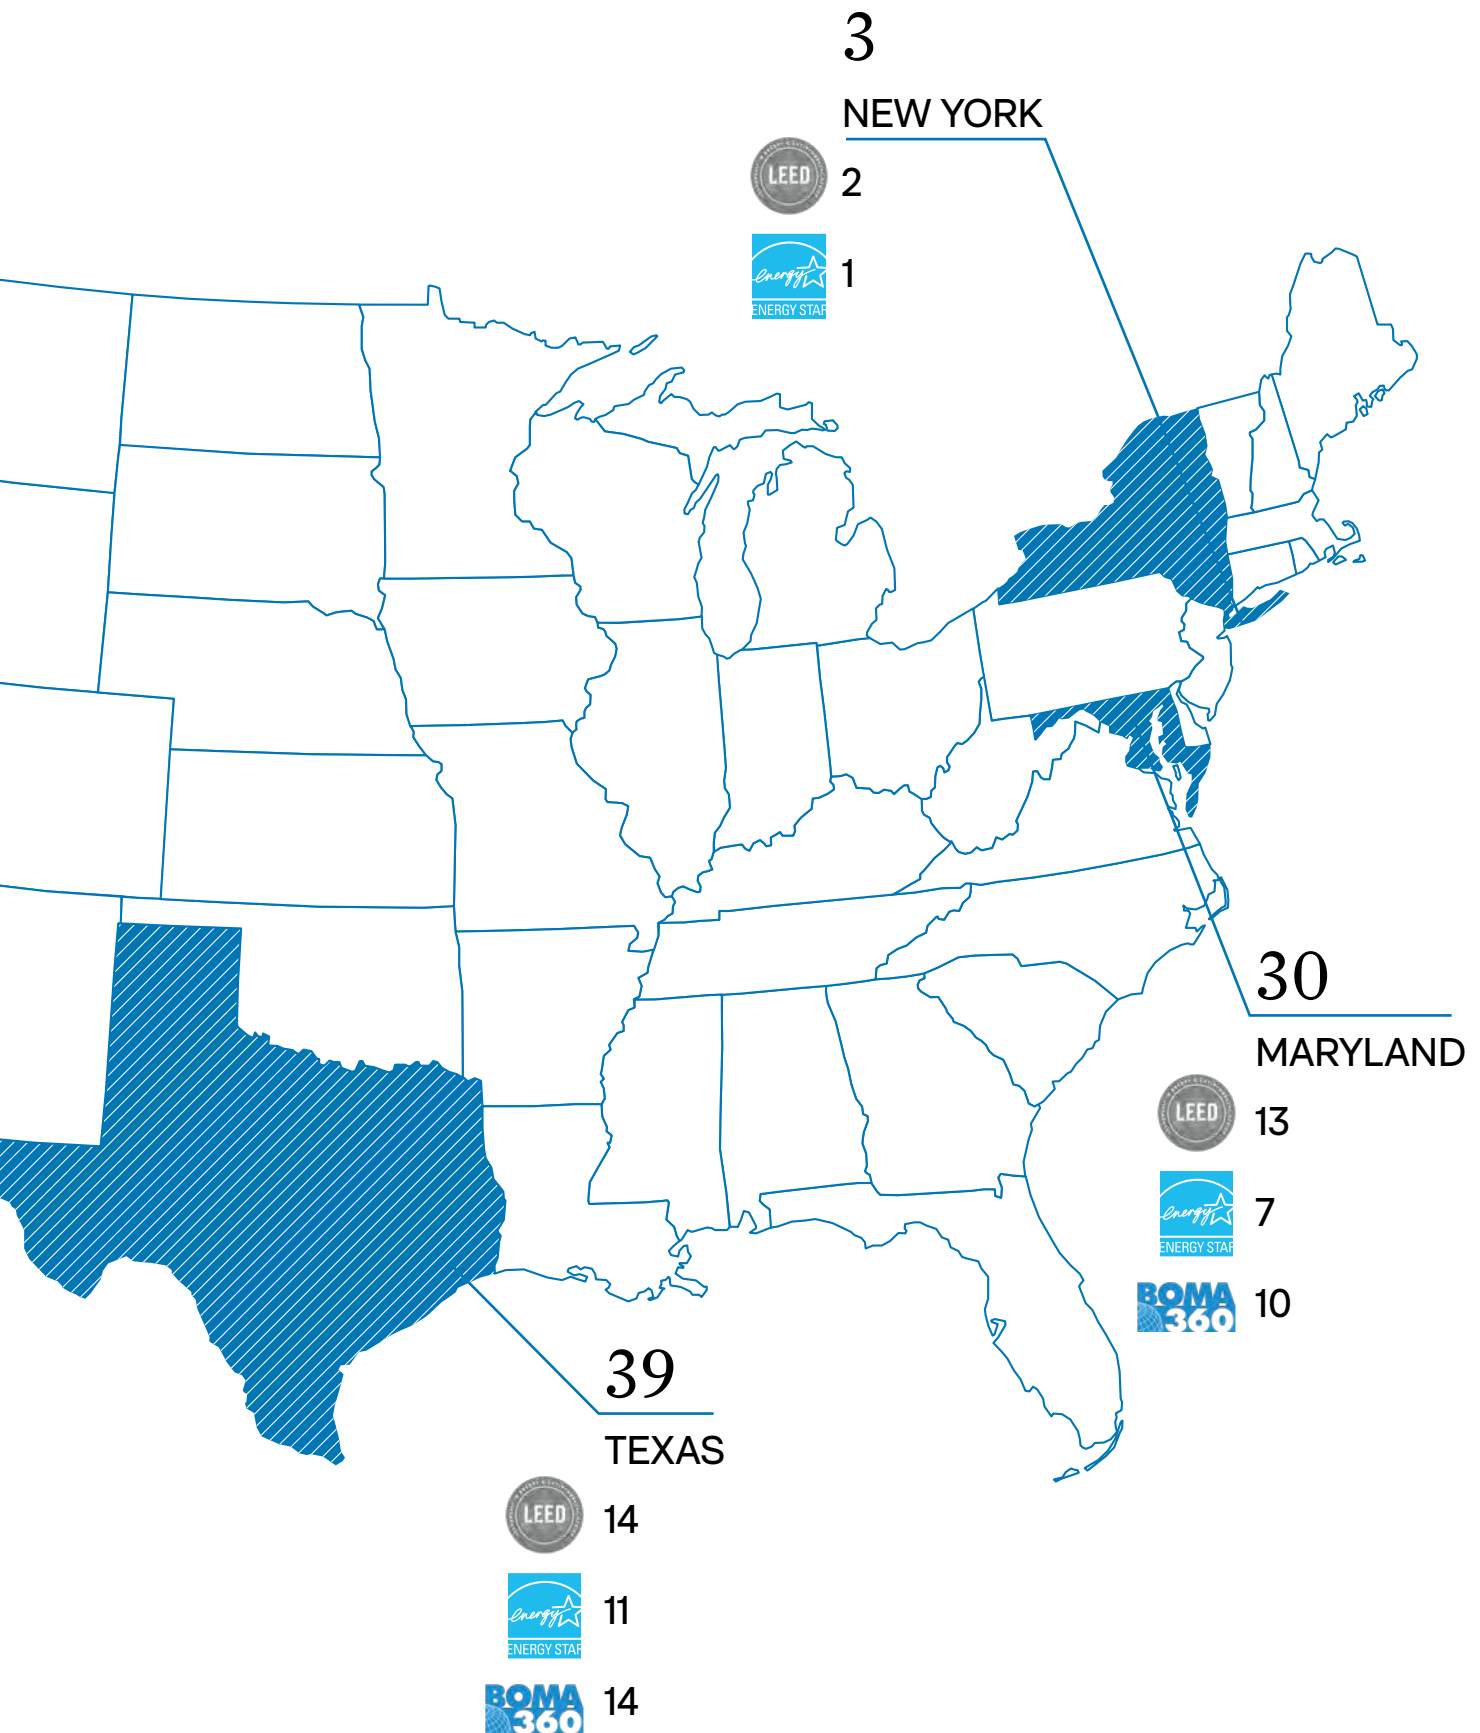 3
NEW YORK
LEED 2
energy
ENERGY STAR 1
30
MARYLAND
LEED 13
energy
ENERGY STAR 7
BOMA
360 10
39
TEXAS
LEED 14
energy
ENERGY STAR 11
BOMA
360 14